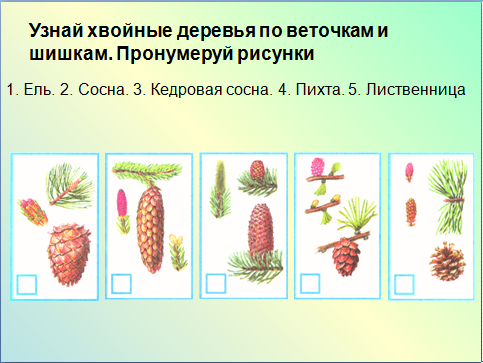 Узнай хвойные деревья по веточкам и
шишкам. Пронумеруй рисунки
1. Ель. 2. Сосна. 3. Кедровая сосна. 4. Пихта. 5. Лиственница